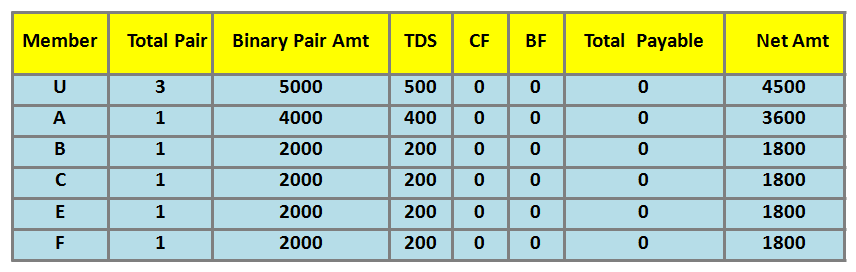 Member Total Pair Binary Pair Amt TDS CF BF Total Payable Net Amt
U 3 5000 500 0 0 0 4500
A 1 4000 400 0 0 0 3600
B 1 2000 200 0 0 0 1800
C 1 2000 200 0 0 0 1800
E 1 2000 200 0 0 0 1800
F 1 2000 200 0 0 0 1800